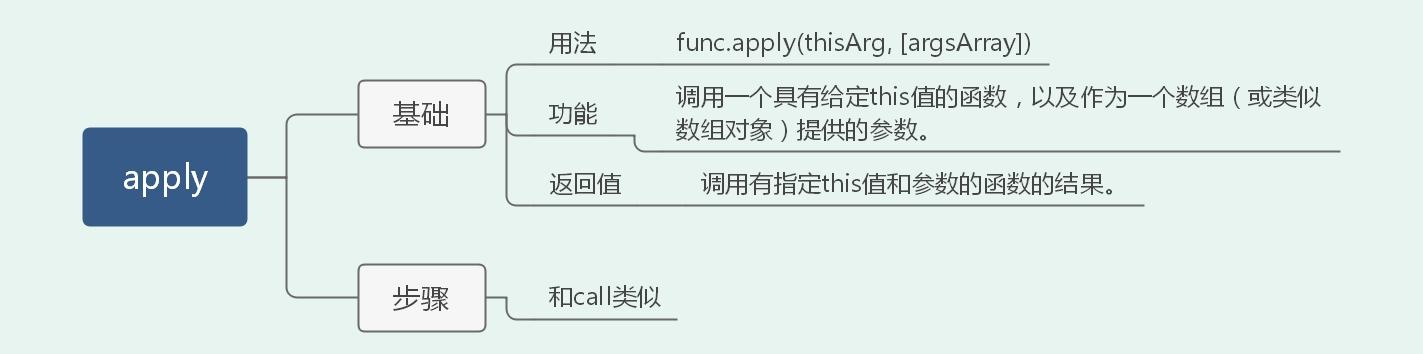 apply
基础
用法
func.apply(thisArg, [argsArray])
功能
调用一个具有给定this值的函数，以及作为一个数组（或类似
数组对象）提供的参数。
返回值
调用有指定this值和参数的函数的结果。
步骤
和call类似